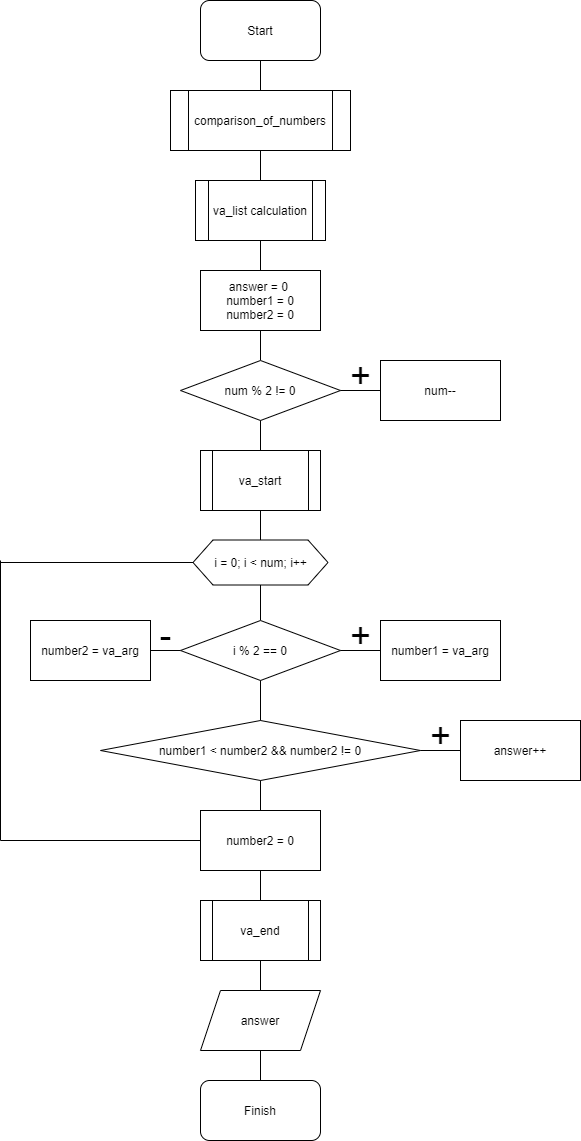 Start
comparison_of_numbers
va_list calculation
answer = 0
number1 = 0
number2 = 0
num % 2 != 0
+
num--
va_start
i = 0; i < num; i++
number2 = va_arg
-
i % 2 == 0
+
number1 = va_arg
number1 < number2 && number2 != 0
+
answer++
number2 = 0
va_end
answer
Finish